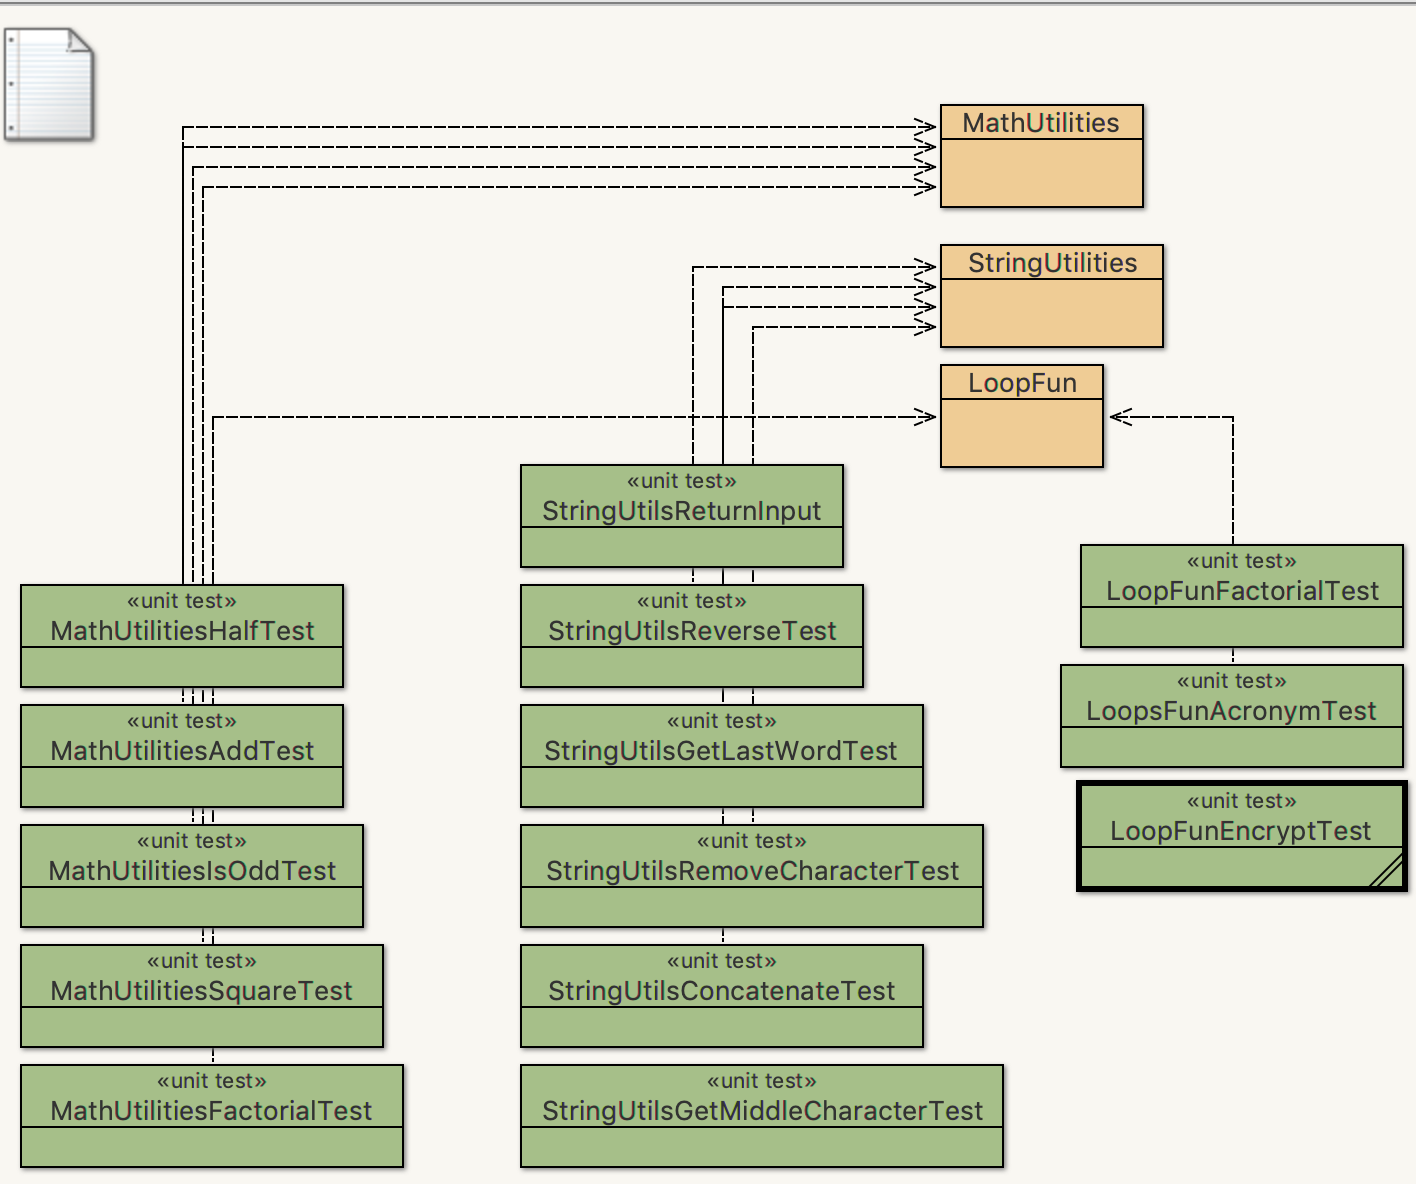 MathUtilities
StringUtilities
LoopFun
«unit test»
StringUtilsReturnInput
«unit test»
LoopFunFactorialTest
«unit test»
MathUtilitiesHalfTest
«unit test»
StringUtilsReverseTest
«unit test»
LoopsFunAcronymTest
«unit test»
MathUtilitiesAddTest
«unit test»
StringUtilsGetLastWordTest
«unit test»
LoopFunEncryptTest
«unit test»
MathUtilitiesIsOddTest
«unit test»
StringUtilsRemoveCharacterTest
«unit test»
MathUtilitiesSquareTest
«unit test»
StringUtilsConcatenateTest
«unit test»
MathUtilitiesFactorialTest
«unit test»
StringUtilsGetMiddleCharacterTest